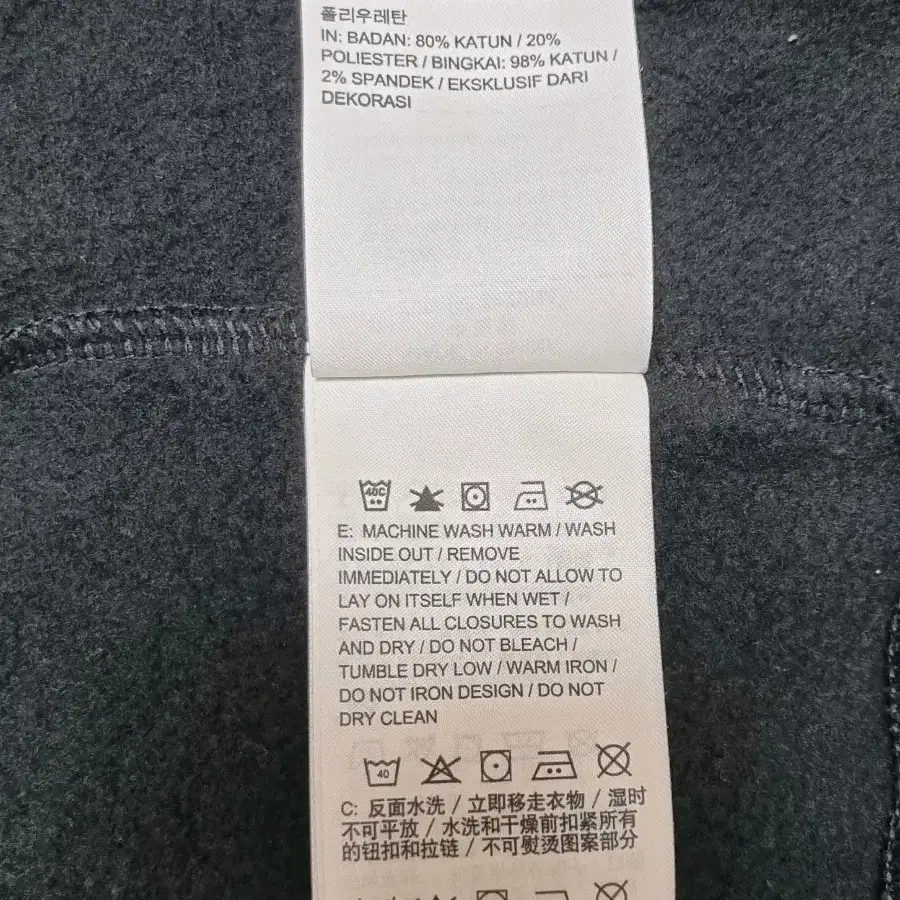 폴리우레탄
IN: BADAN: 80% KATUN / 20%
POLIESTER / BINGKAI: 98% KATUN /
2% SPANDEK / EKSKLUSIF DARI
DEKORASI
40C
E: MACHINE WASH WARM / WASH
INSIDE OUT / REMOVE
IMMEDIATELY / DO NOT ALLOW TO
LAY ON ITSELF WHEN WET /
FASTEN ALL CLOSURES TO WASH
AND DRY / DO NOT BLEACH /
TUMBLE DRY LOW / WARM IRON /
DO NOT IRON DESIGN / DO NOT
DRY CLEAN
40
C: 反面水洗 / 立即移走衣物 / 湿时
不可平放 / 水洗和干燥前扣紧所有
的钮扣和拉链 / 不可熨烫图案部分